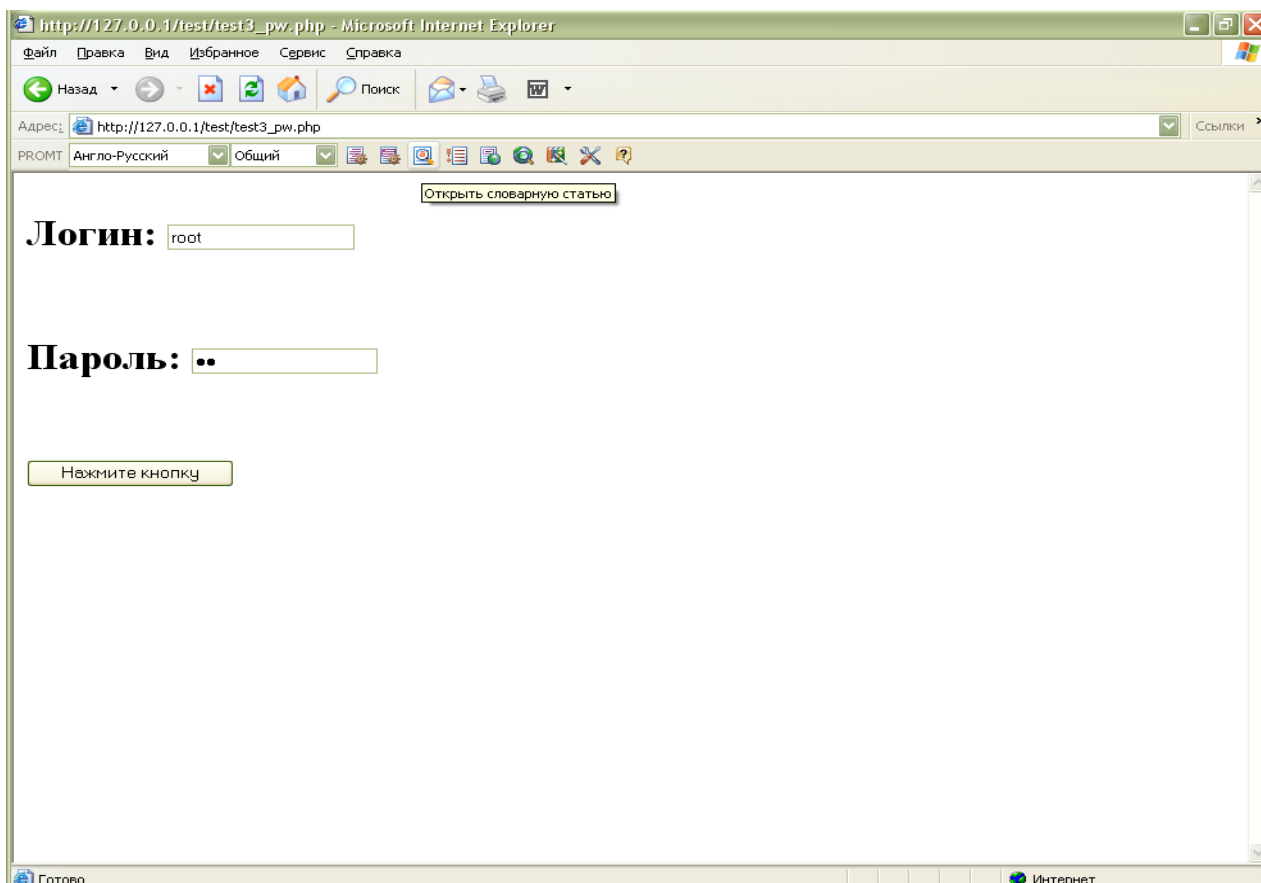 http://127.0.0.1/test/test3_pw.php - Microsoft Internet Explorer
Файл Правка Вид Избранное Сервис Справка
Назад Поиск
Адрес: http://127.0.0.1/test/test3_pw.php Ссылки
PROMT Англо-Русский Общий
Открыть словарную статью
Логин: root
Пароль: ••
Нажмите кнопку
Готово Интернет